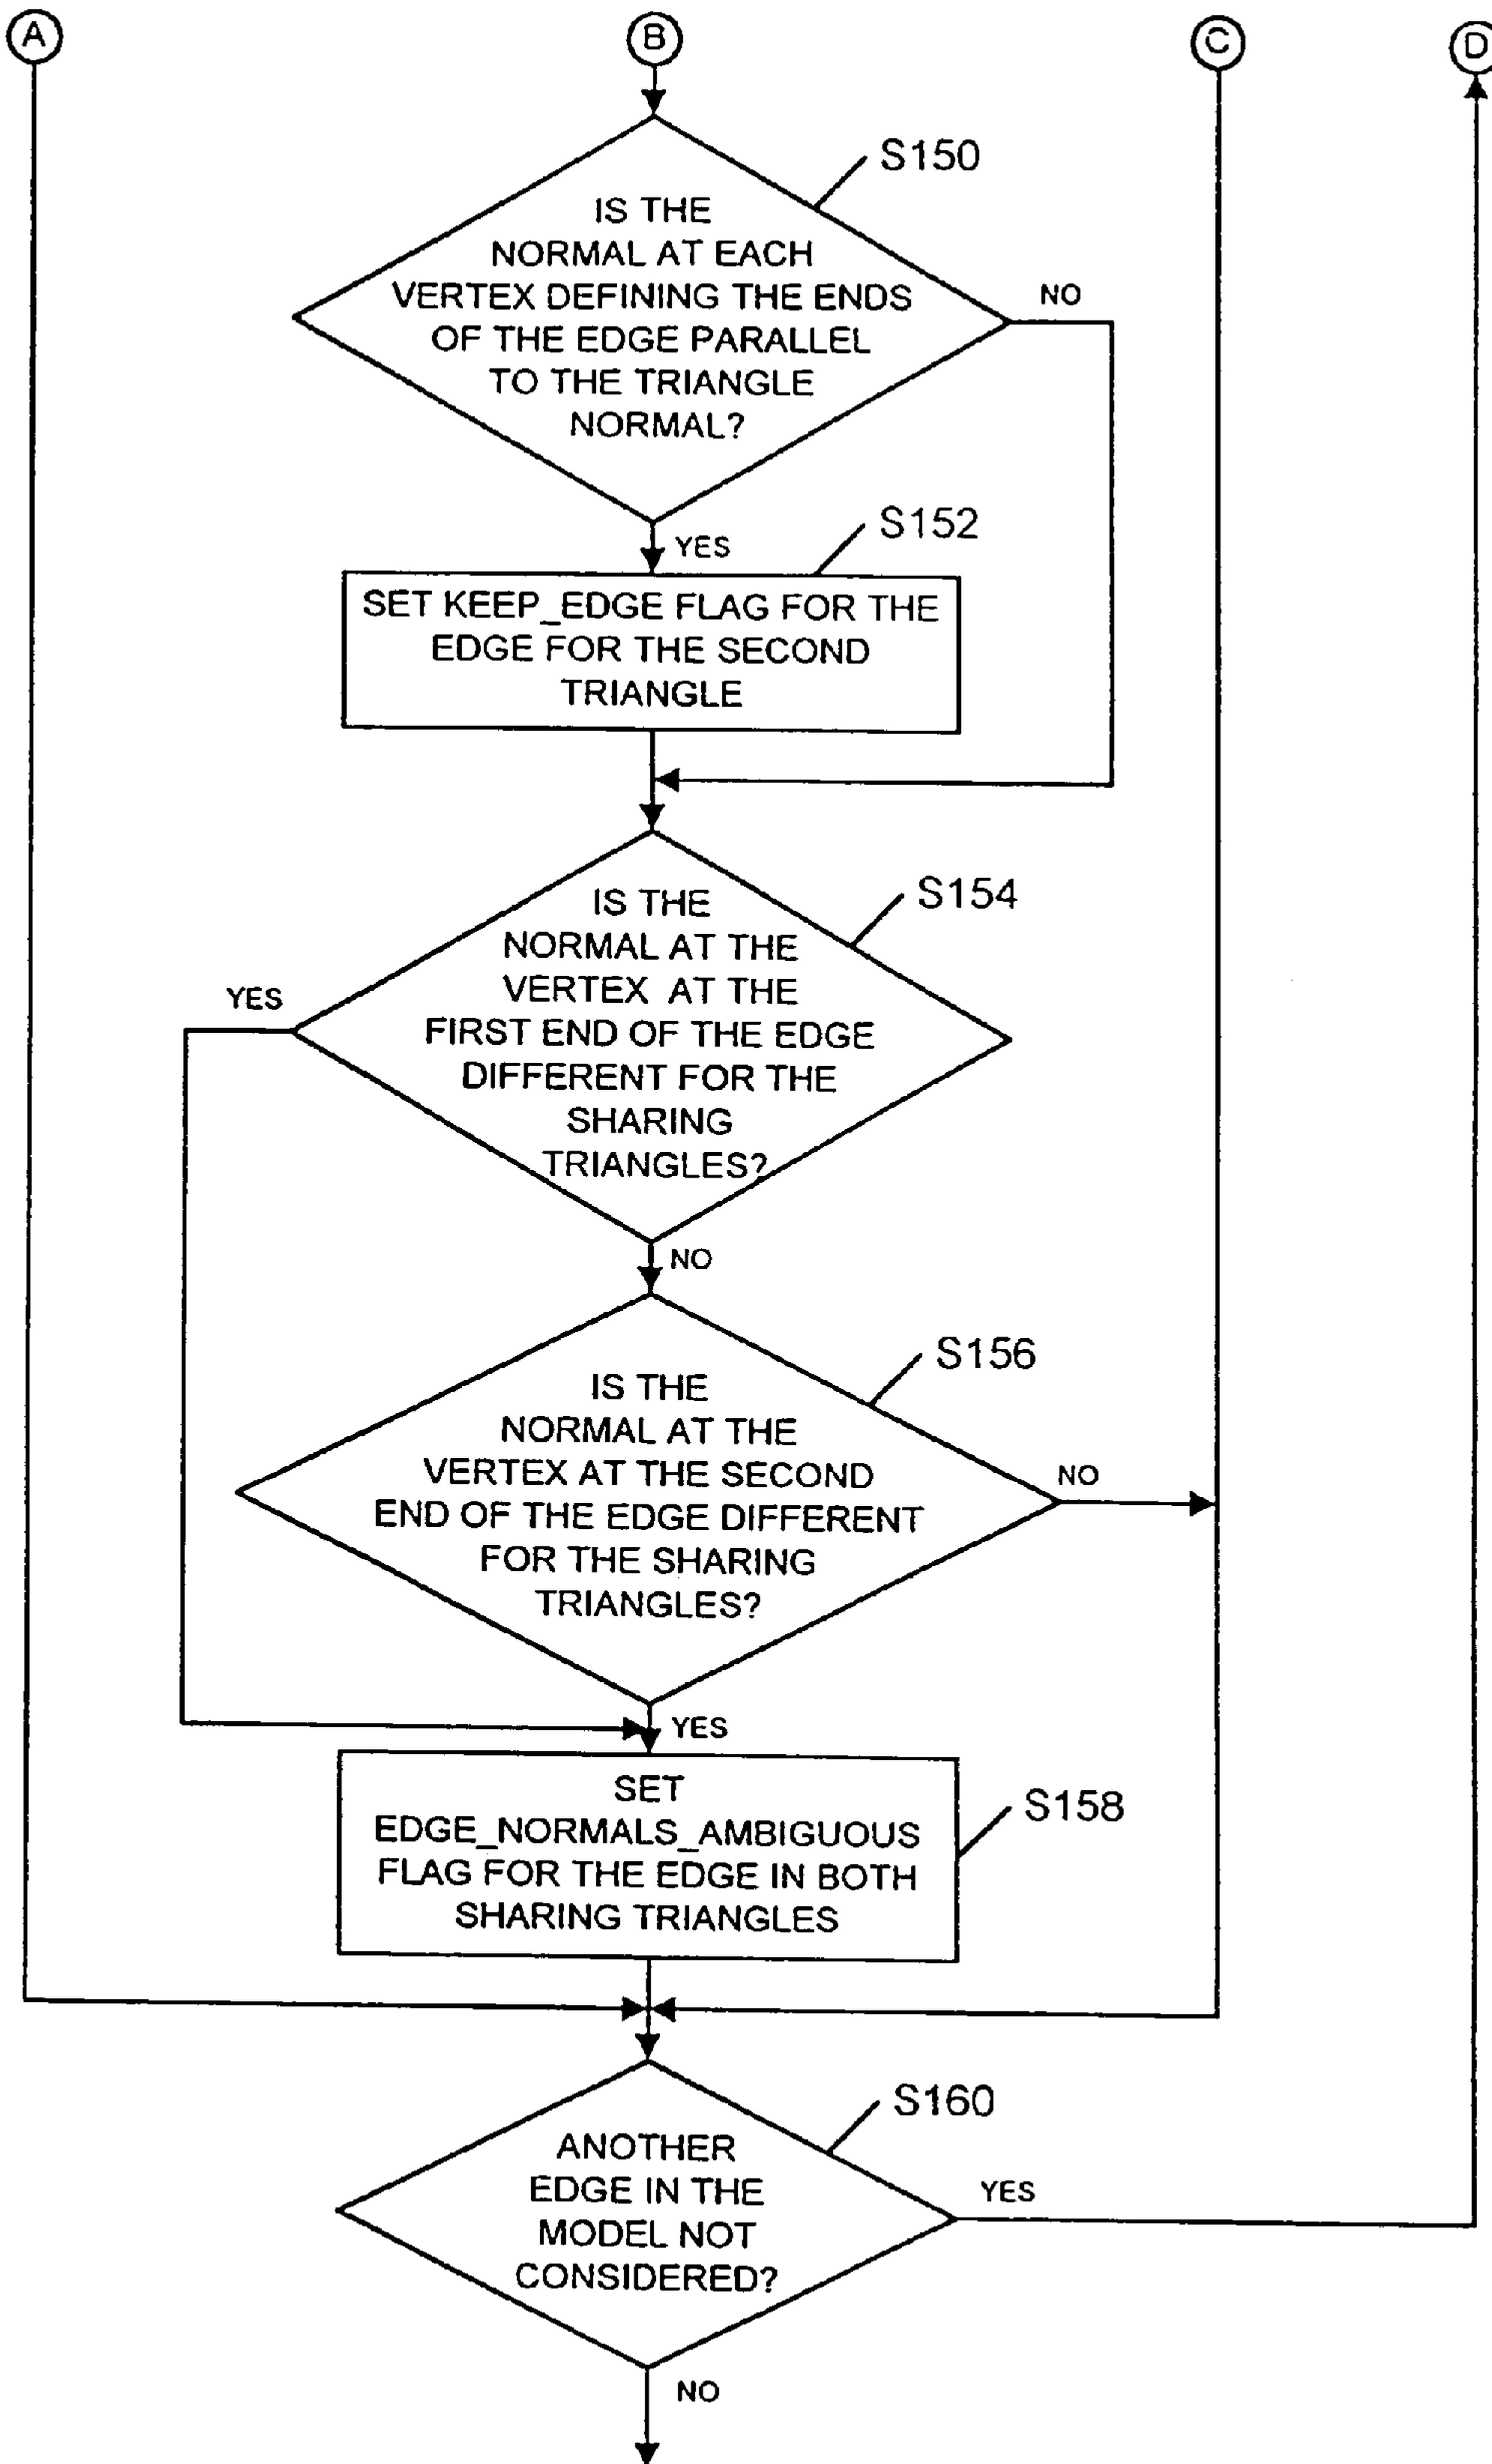 A
B
C
D
S150
IS THE
NORMAL AT EACH
VERTEX DEFINING THE ENDS
OF THE EDGE PARALLEL
TO THE TRIANGLE
NORMAL?
NO
YES
S152
SET KEEP_EDGE FLAG FOR THE
EDGE FOR THE SECOND
TRIANGLE
S154
IS THE
NORMAL AT THE
VERTEX AT THE
FIRST END OF THE EDGE
DIFFERENT FOR THE
SHARING
TRIANGLES?
YES
NO
S156
IS THE
NORMAL AT THE
VERTEX AT THE SECOND
END OF THE EDGE DIFFERENT
FOR THE SHARING
TRIANGLES?
NO
YES
SET
EDGE_NORMALS_AMBIGUOUS
FLAG FOR THE EDGE IN BOTH
SHARING TRIANGLES
S158
S160
ANOTHER
EDGE IN THE
MODEL NOT
CONSIDERED?
YES
NO